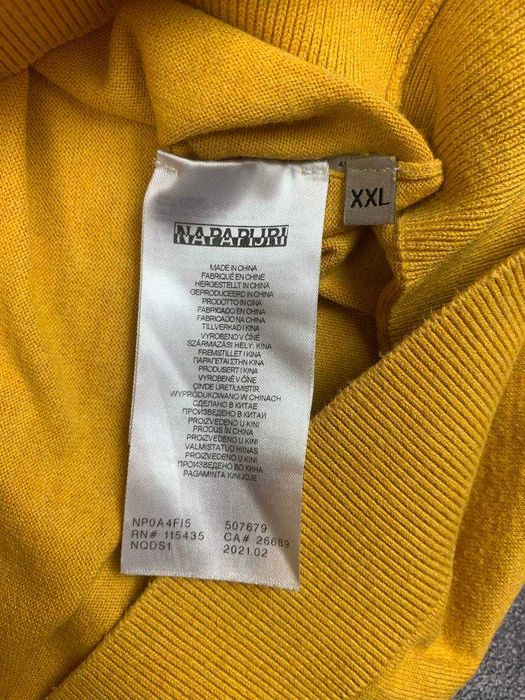 XXL
NAPAPIJRI
MADE IN CHINA
FABRIQUÉ EN CHINE
HERGESTELLT IN CHINA
GEPRODUCEERD IN CHINA
PRODOTTO IN CINA
FABRICADO EN CHINA
FABRICADO NA CHINA
TILLVERKAD I KINA
VYROBENO V ČÍNĚ
SZÁRMAZÁSI HELY: KÍNA
FREMSTILLET I KINA
ΠΑΡΑΓΕΤΑΙ ΣΤΗΝ ΚΙΝΑ
PRODUSERT I KINA
VYROBENÉ V ČÍNE
ÇİNDE ÜRETİLMİŞTİR.
WYPRODUKOWANO W CHINACH
СДЕЛАНО В КИТАЕ
ПРОИЗВЕДЕНО В КИТАЕ
PROIZVEDENO U KINI
PRODUS IN CHINA
PROIZVEDENO U KINI
VALMISTATUD HIINAS
PROIZVEDENO U KINI
ПРОИЗВЕДЕНО ВО КИНА
PAGAMINTA KINIJOJE
NP0A4FI5 507679
RN# 115435 CA# 26689
NQDS1 2021.02